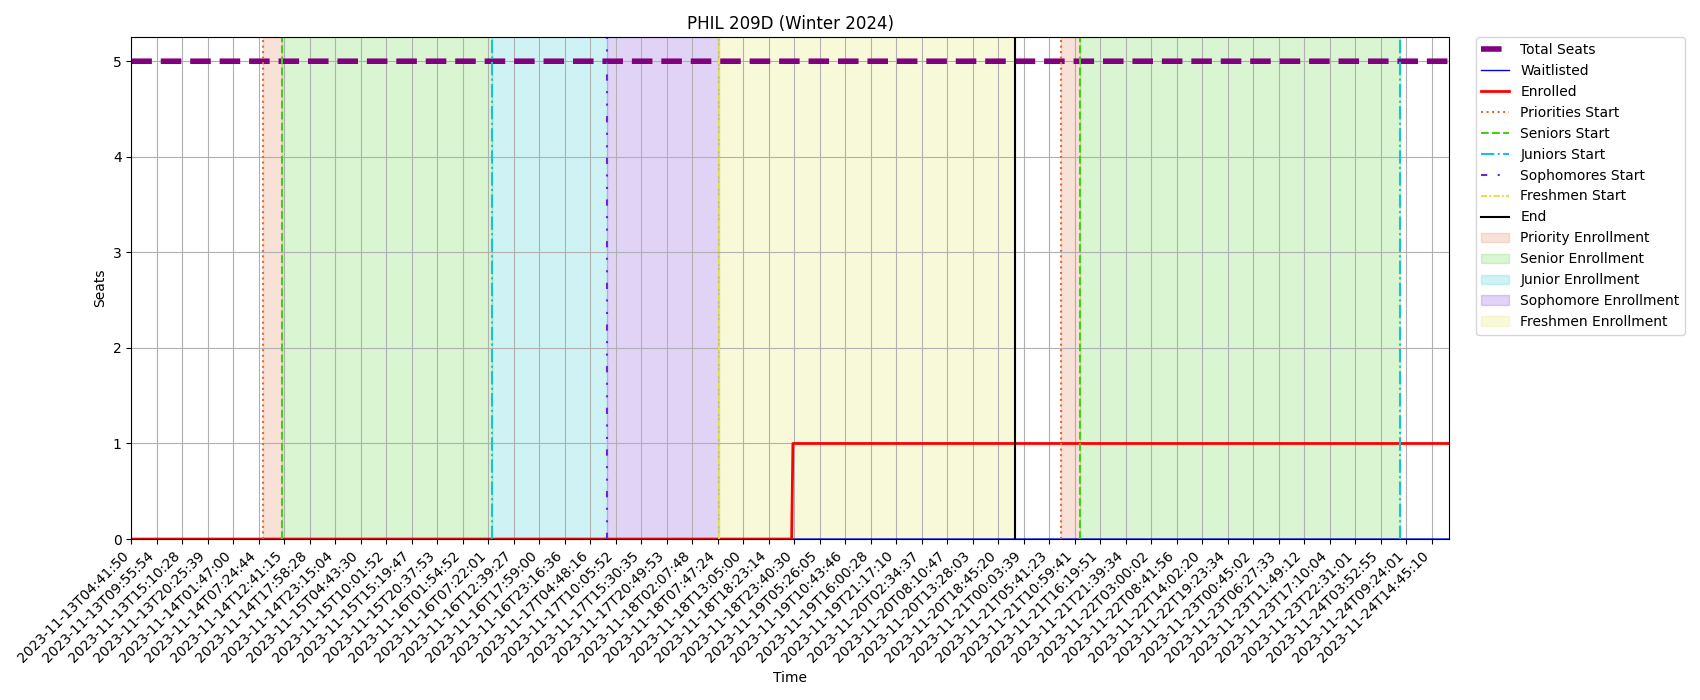 PHIL 209D (Winter 2024)
Seats
5
4
3
2
1
0
2023-11-13T04:41:50
2023-11-13T09:55:54
2023-11-13T15:10:28
2023-11-13T20:25:39
2023-11-14T01:47:00
2023-11-14T07:24:44
2023-11-14T12:41:15
2023-11-14T17:58:28
2023-11-14T23:15:04
2023-11-15T04:43:30
2023-11-15T10:01:52
2023-11-15T15:19:47
2023-11-15T20:37:53
2023-11-16T01:54:52
2023-11-16T07:22:01
2023-11-16T12:39:27
2023-11-16T17:59:00
2023-11-16T23:16:36
2023-11-17T04:48:16
2023-11-17T10:05:52
2023-11-17T15:30:35
2023-11-17T20:49:53
2023-11-18T02:07:48
2023-11-18T07:47:24
2023-11-18T13:05:00
2023-11-18T18:23:14
2023-11-18T23:40:30
2023-11-19T05:26:05
2023-11-19T10:43:46
2023-11-19T16:00:28
2023-11-19T21:17:10
2023-11-20T02:34:37
2023-11-20T08:10:47
2023-11-20T13:28:03
2023-11-20T18:45:20
2023-11-21T00:03:39
2023-11-21T05:41:23
2023-11-21T10:59:41
2023-11-21T16:19:51
2023-11-21T21:39:34
2023-11-22T03:00:02
2023-11-22T08:41:56
2023-11-22T14:02:20
2023-11-22T19:23:34
2023-11-23T00:45:02
2023-11-23T06:27:33
2023-11-23T11:49:12
2023-11-23T17:10:04
2023-11-23T22:31:01
2023-11-24T03:52:55
2023-11-24T09:24:01
2023-11-24T14:45:10
Time
Total Seats
Waitlisted
Enrolled
Priorities Start
Seniors Start
Juniors Start
Sophomores Start
Freshmen Start
End
Priority Enrollment
Senior Enrollment
Junior Enrollment
Sophomore Enrollment
Freshmen Enrollment